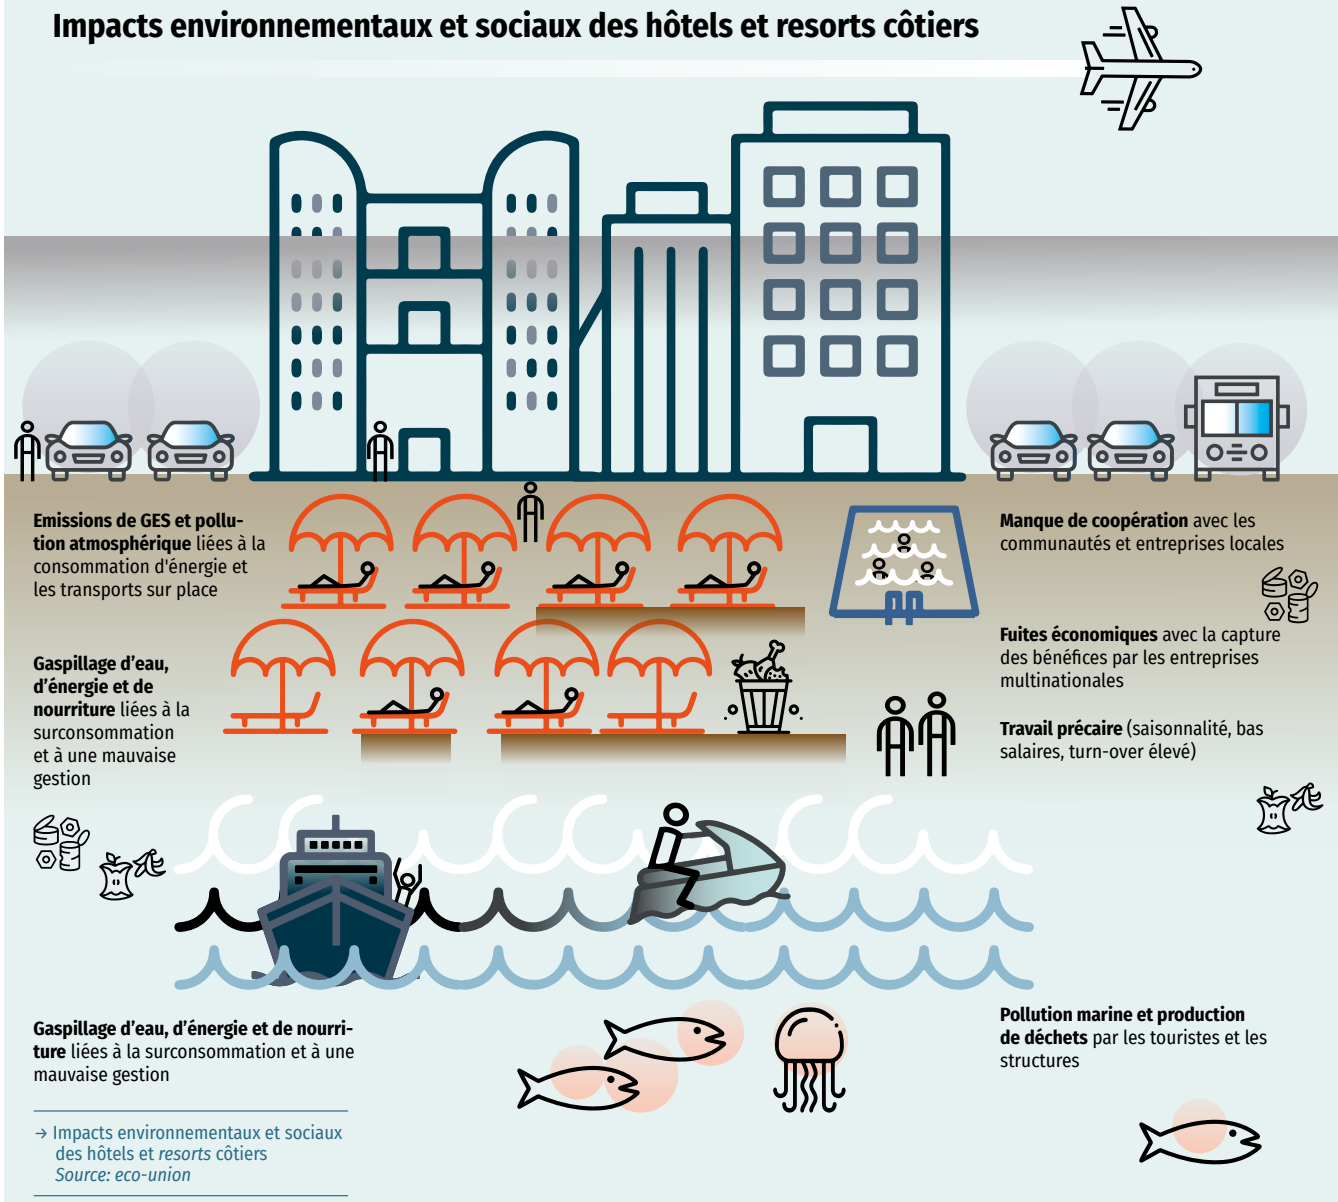 Impacts environnementaux et sociaux des hôtels et resorts côtiers
Emissions de GES et pollu-
tion atmosphérique liées à la
consommation d'énergie et
les transports sur place
Gaspillage d'eau,
d'énergie et de
nourriture liées à la
surconsommation
et à une mauvaise
gestion
Manque de coopération avec les
communautés et entreprises locales
Fuites économiques avec la capture
des bénéfices par les entreprises
multinationales
Travail précaire (saisonnalité, bas
salaires, turn-over élevé)
Gaspillage d'eau, d'énergie et de nourri-
ture liées à la surconsommation et à une
mauvaise gestion
Pollution marine et production
de déchets par les touristes et les
structures
→ Impacts environnementaux et sociaux
des hôtels et resorts côtiers
Source: eco-union